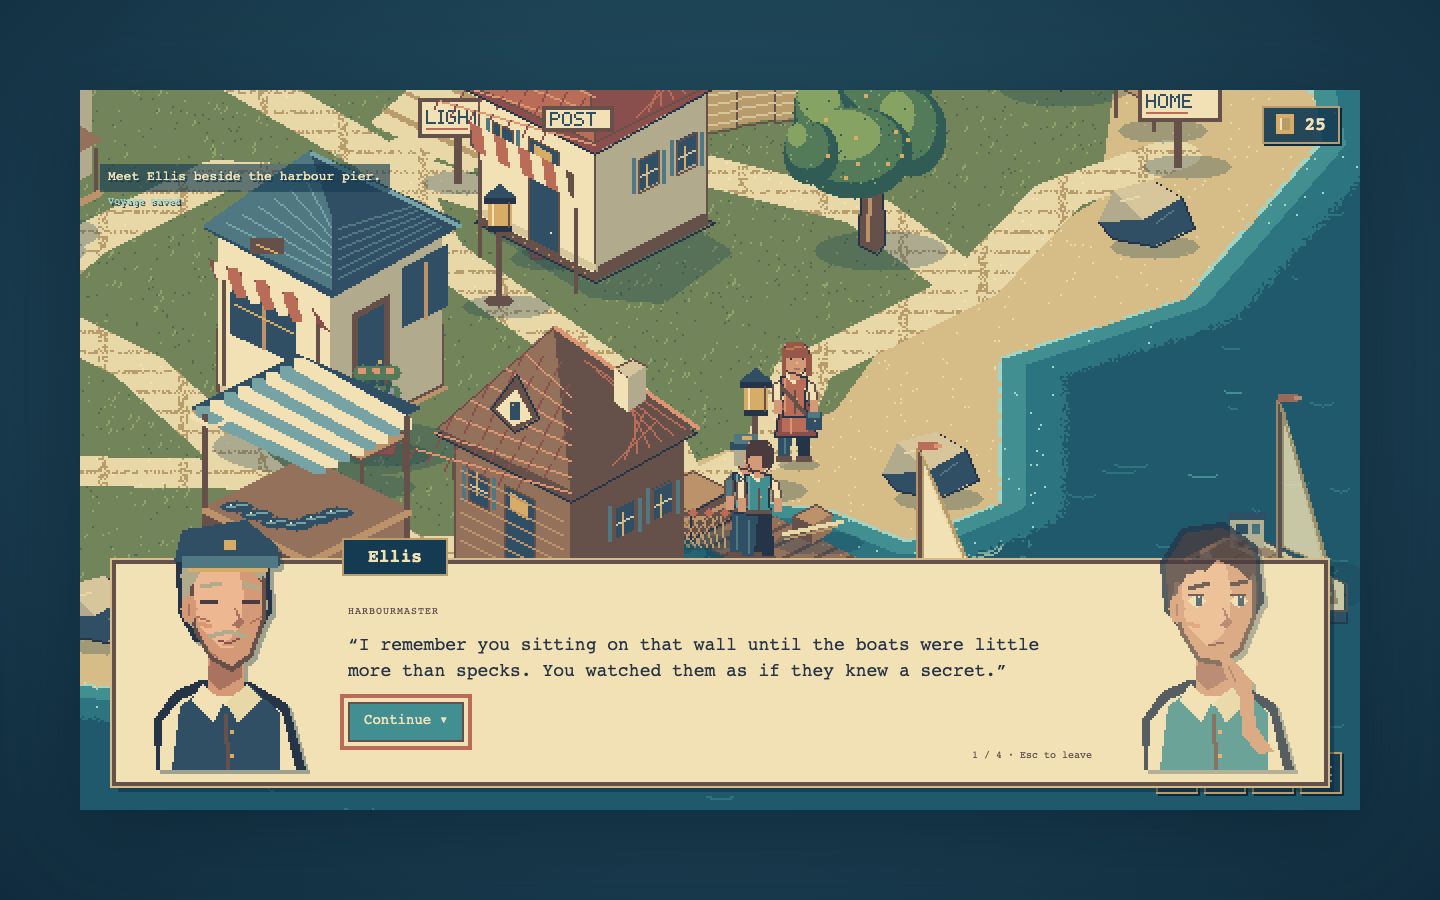 HOME
LIGH
POST
25
Meet Ellis beside the harbour pier.
Voyage saved
Ellis
HARBOURMASTER
“I remember you sitting on that wall until the boats were little
more than specks. You watched them as if they knew a secret.”
Continue ▾
1 / 4 · Esc to leave